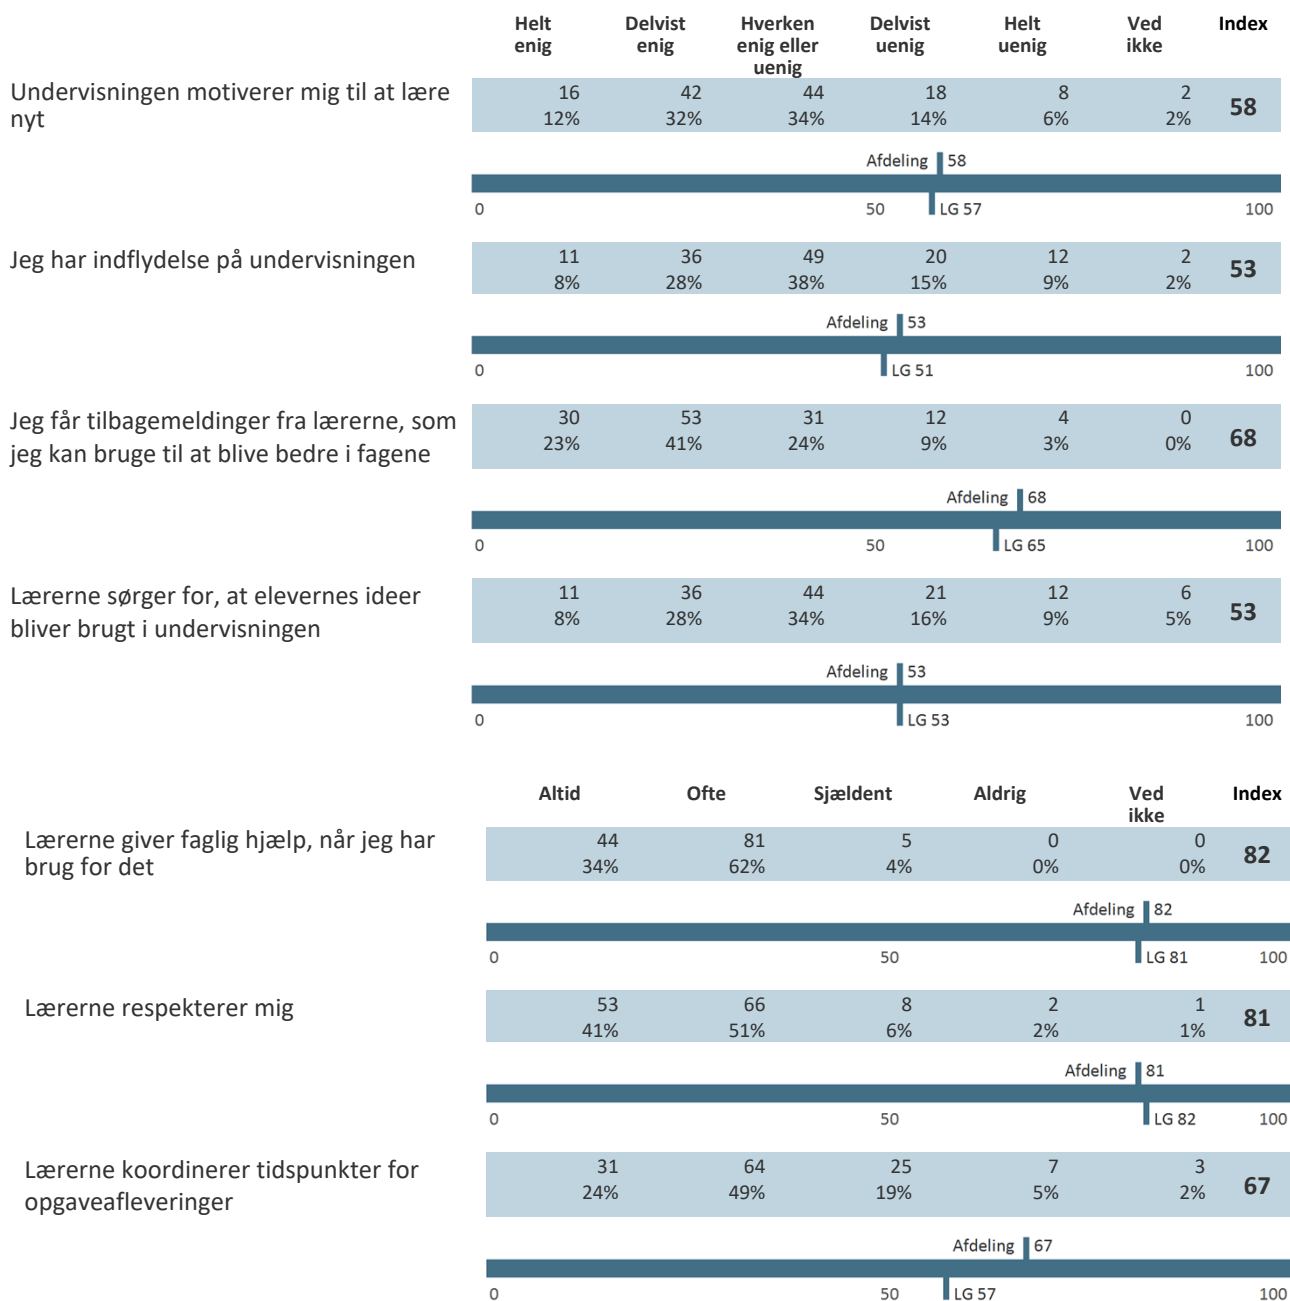 Helt enig Delvist enig Hverken enig eller uenig Delvist uenig Helt uenig Ved ikke Index
Undervisningen motiverer mig til at lære
nyt
16 42 44 18 8 2 58
12% 32% 34% 14% 6% 2%
Afdeling 58
0 50 LG 57 100
Jeg har indflydelse på undervisningen
11 36 49 20 12 2 53
8% 28% 38% 15% 9% 2%
Afdeling 53
0 LG 51 100
Jeg får tilbagemeldinger fra lærerne, som
jeg kan bruge til at blive bedre i fagene
30 53 31 12 4 0 68
23% 41% 24% 9% 3% 0%
Afdeling 68
0 50 LG 65 100
Lærerne sørger for, at elevernes ideer
bliver brugt i undervisningen
11 36 44 21 12 6 53
8% 28% 34% 16% 9% 5%
Afdeling 53
0 LG 53 100
Altid Ofte Sjældent Aldrig Ved ikke Index
Lærerne giver faglig hjælp, når jeg har
brug for det
44 81 5 0 0 82
34% 62% 4% 0% 0%
Afdeling 82
0 50 LG 81 100
Lærerne respekterer mig
53 66 8 2 1 81
41% 51% 6% 2% 1%
Afdeling 81
0 50 LG 82 100
Lærerne koordinerer tidspunkter for
opgaveafleveringer
31 64 25 7 3 67
24% 49% 19% 5% 2%
Afdeling 67
0 50 LG 57 100